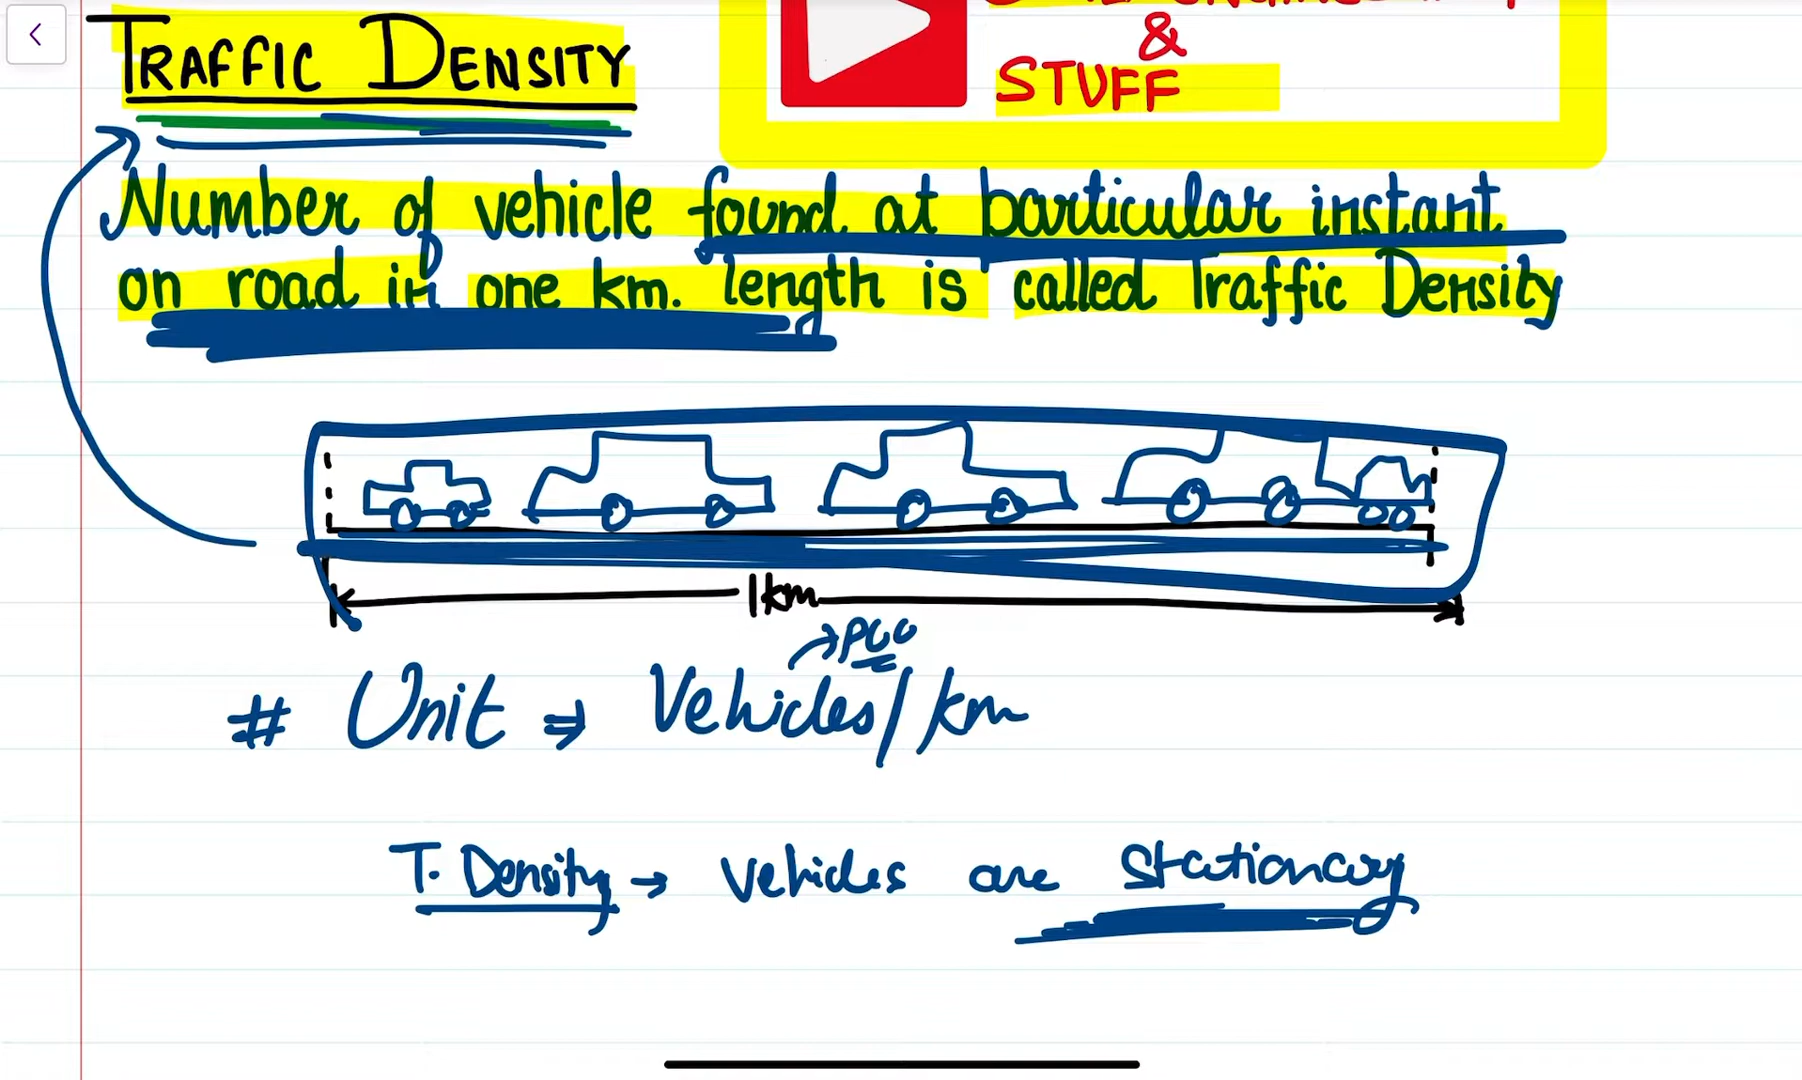 TRAFFIC DENSITY
&
STUFF
Number of vehicle found at particular instant
on road in one km. length is called Traffic Density
1km
→PCU
# Unit ⇒ Vehicles/km
T. Density → Vehicles are Stationary